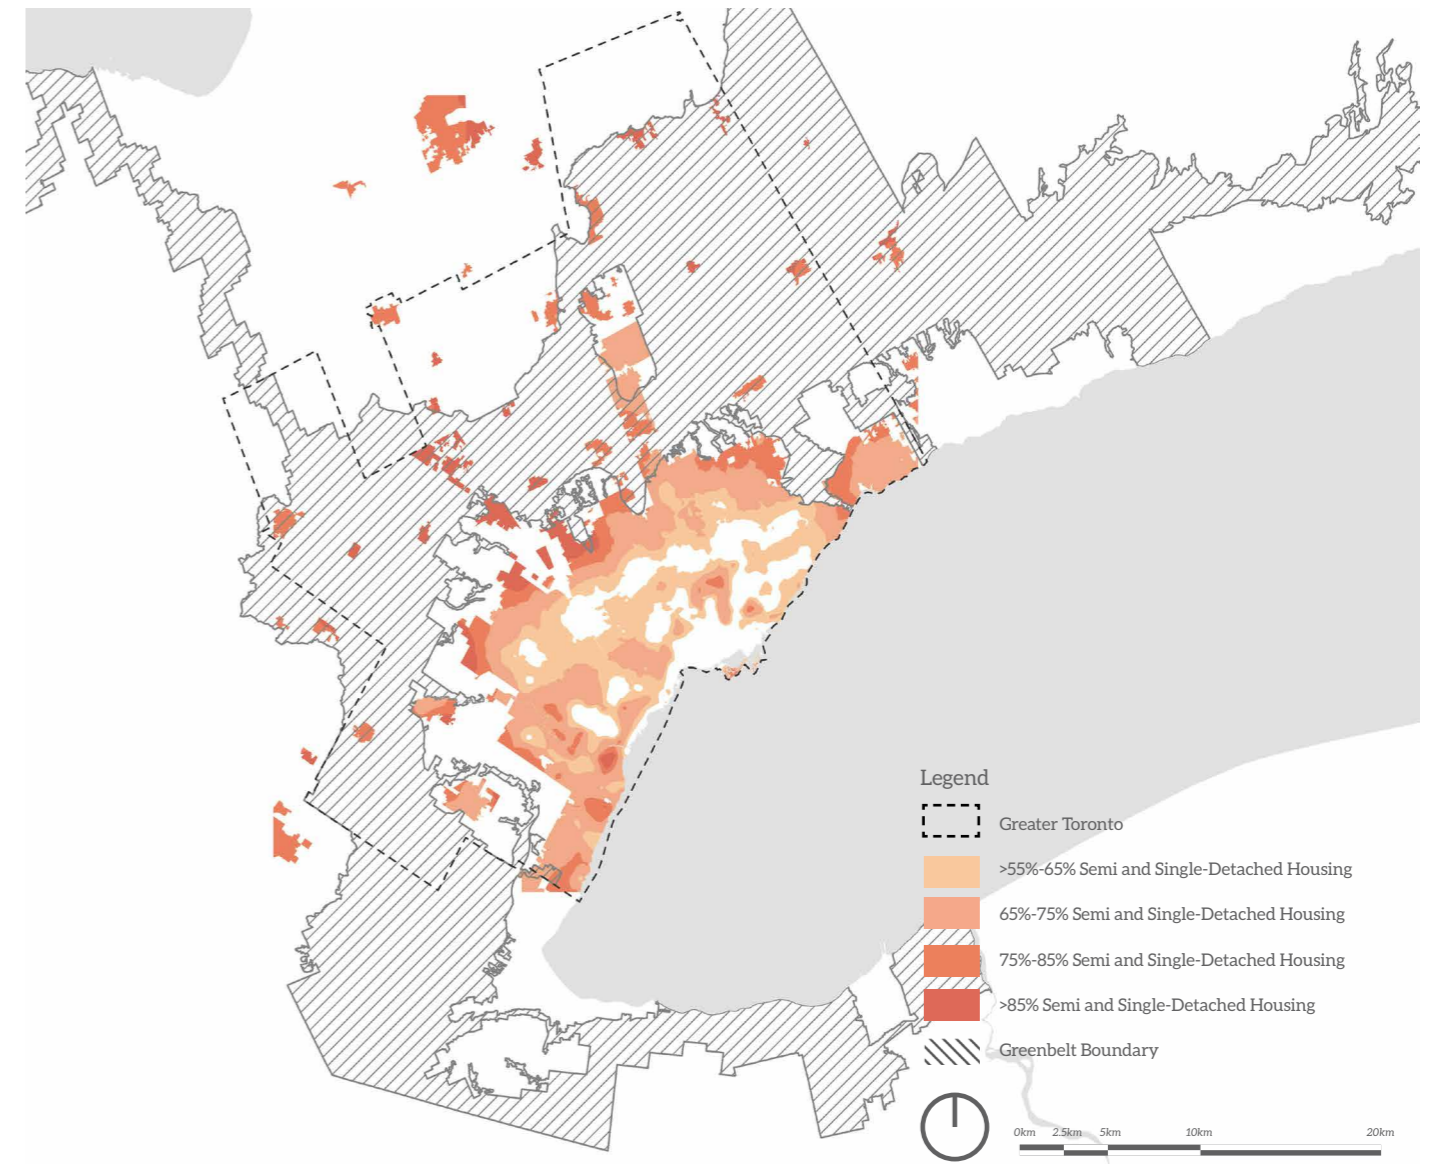 Legend
Greater Toronto
>55%-65% Semi and Single-Detached Housing
65%-75% Semi and Single-Detached Housing
75%-85% Semi and Single-Detached Housing
>85% Semi and Single-Detached Housing
Greenbelt Boundary
0km 2.5km 5km 10km 20km